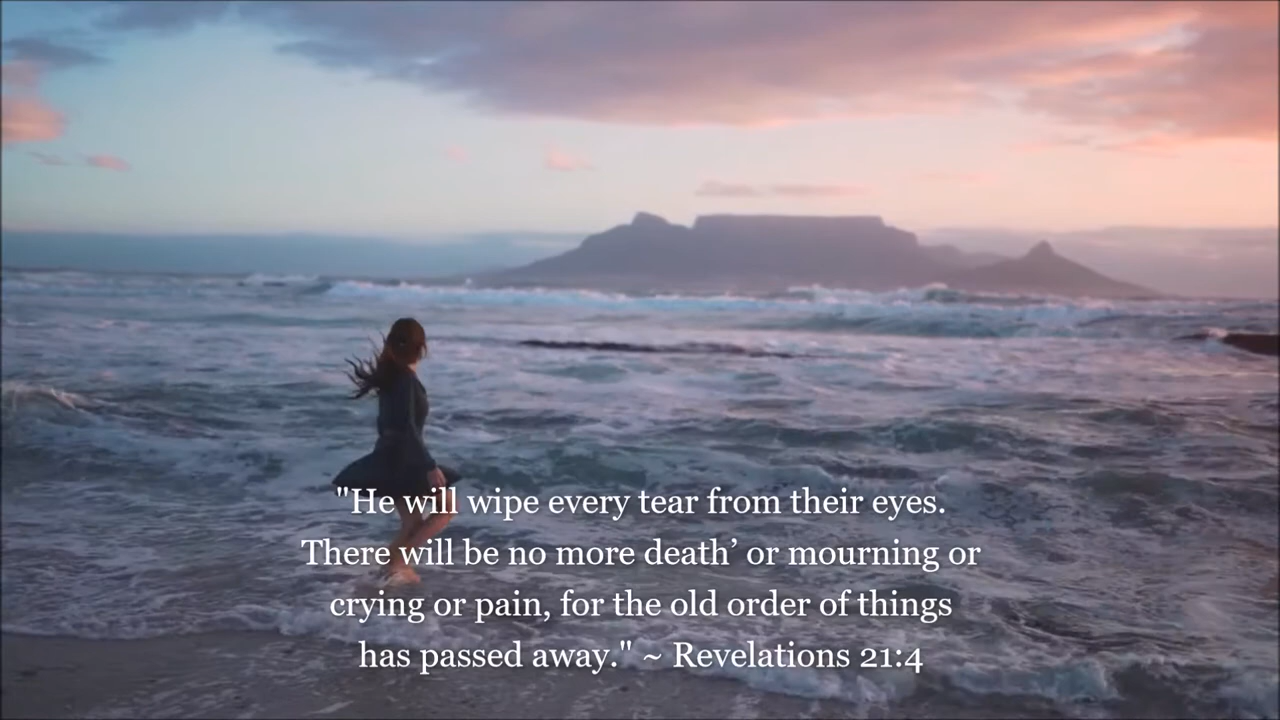 "He will wipe every tear from their eyes.
There will be no more death’ or mourning or
crying or pain, for the old order of things
has passed away." ~ Revelations 21:4